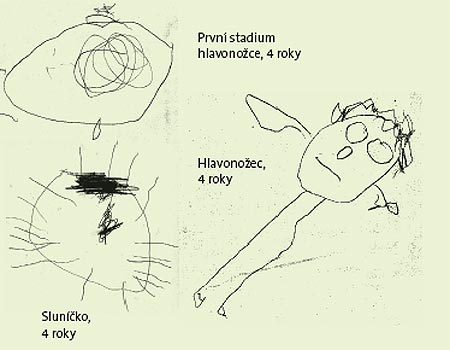 První stadium
hlavonožce, 4 roky
Hlavonožec,
4 roky
Sluníčko,
4 roky